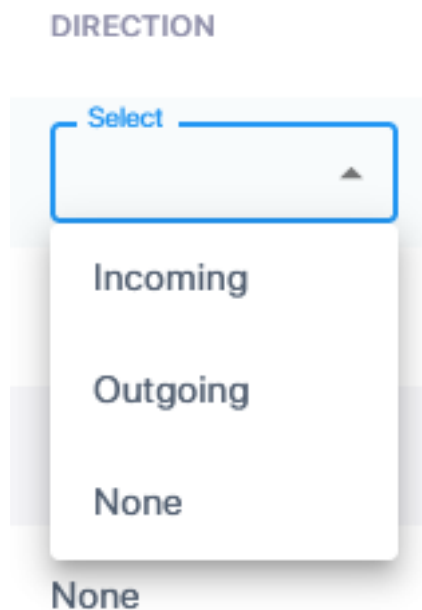 DIRECTION
Select
Incoming
Outgoing
None
None